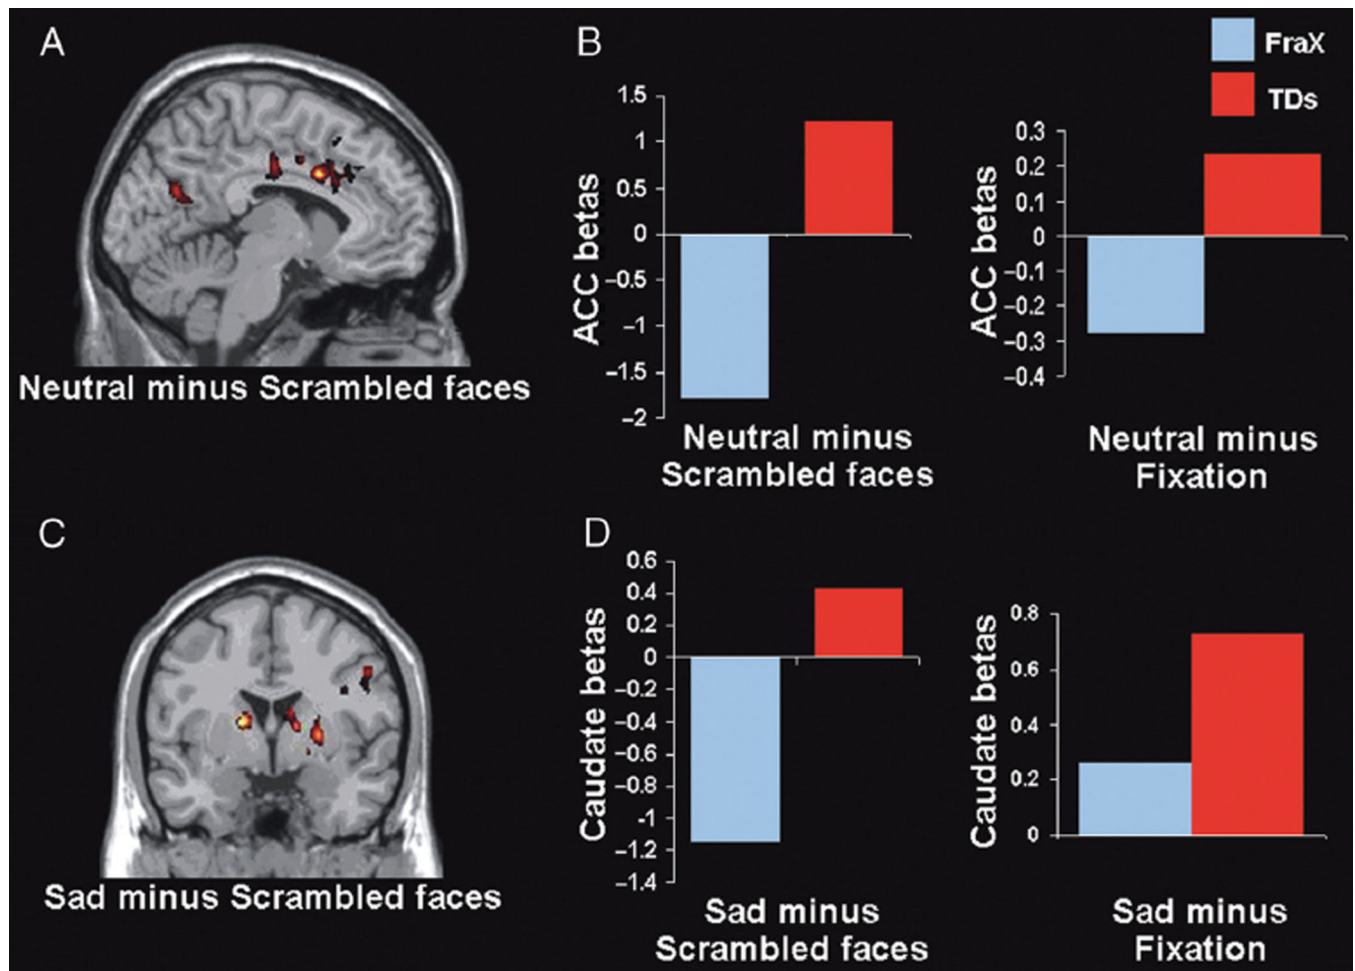 A
Neutral minus Scrambled faces
B
FraX
TDs
ACC betas
1.5
1
0.5
0
–0.5
–1
–1.5
–2
Neutral minus
Scrambled faces
ACC betas
0.3
0.2
0.1
0
–0.1
–0.2
–0.3
–0.4
Neutral minus
Fixation
C
Sad minus Scrambled faces
D
Caudate betas
0.6
0.4
0.2
0
–0.2
–0.4
–0.6
–0.8
-1
–1.2
–1.4
Sad minus
Scrambled faces
Caudate betas
0.8
0.6
0.4
0.2
0
Sad minus
Fixation